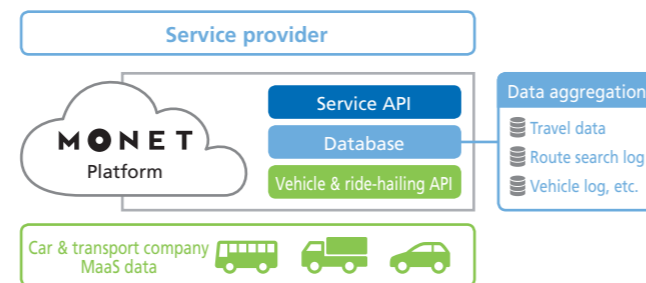 Service provider
MONET
Platform
Service API
Database
Vehicle & ride-hailing API
Data aggregation
Travel data
Route search log
Vehicle log, etc.
Car & transport company
MaaS data